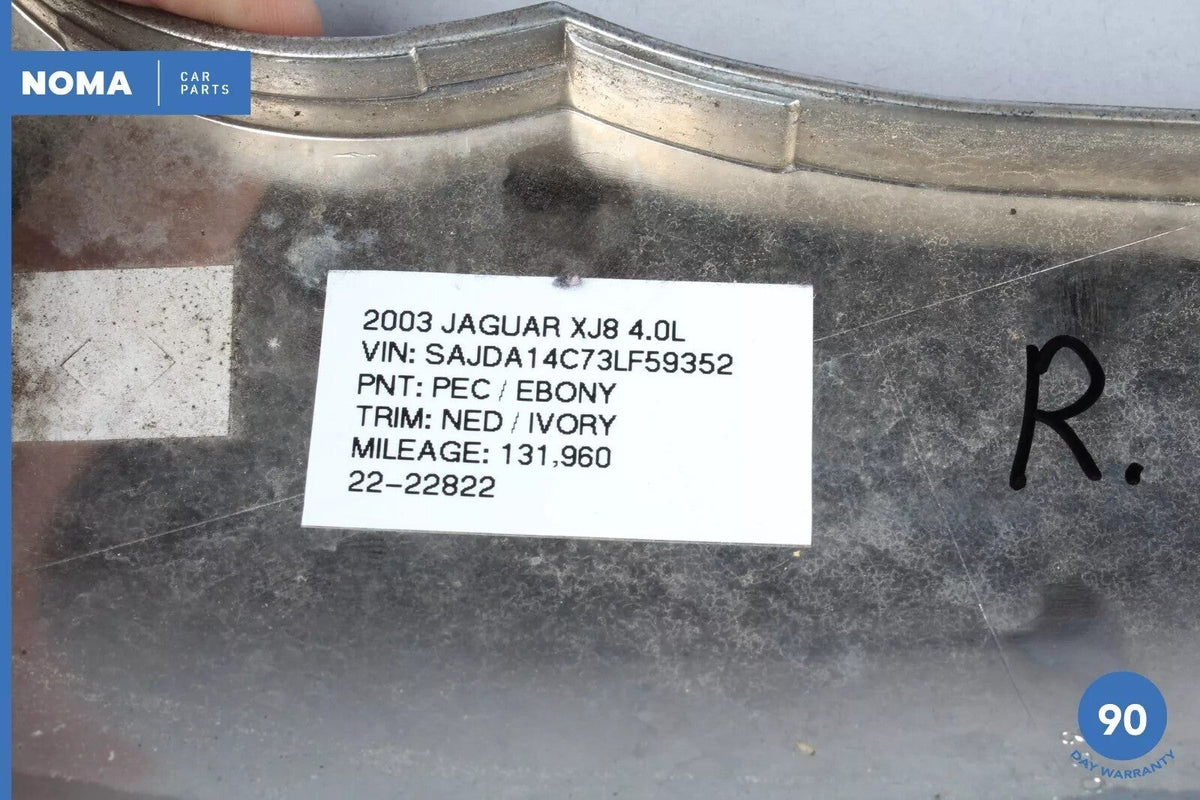 NOMA
CAR
PARTS
2003 JAGUAR XJ8 4.0L
VIN: SAJDA14C73LF59352
PNT: PEC / EBONY
TRIM: NED / IVORY
MILEAGE: 131,960
22-22822
R.
90
DAY WARRANTY